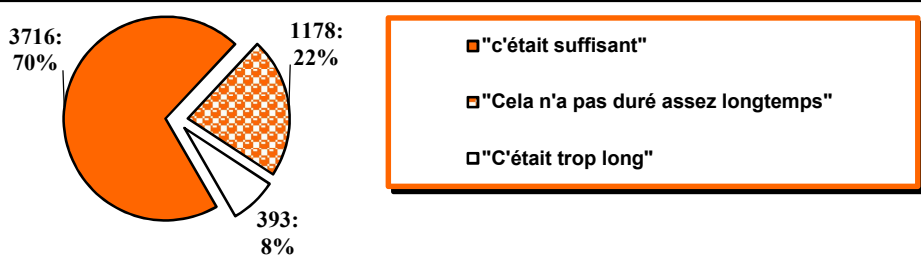 3716:
70%
1178:
22%
393:
8%
"c'était suffisant"
"Cela n'a pas duré assez longtemps"
"C'était trop long"